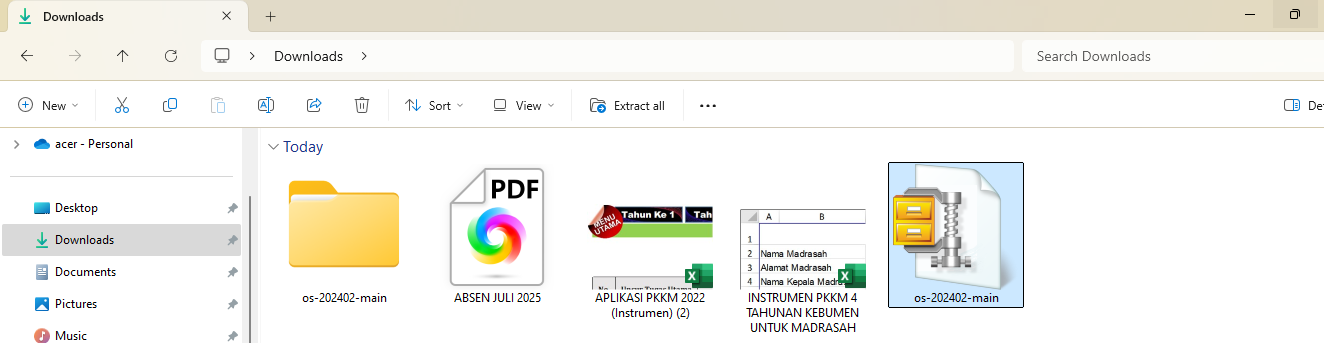 Downloads
Downloads
Search Downloads
New
Sort
View
Extract all
acer - Personal
Today
Desktop
Downloads
Documents
Pictures
Music
os-202402-main
PDF
ABSEN JULI 2025
MENU
UTAMA
Tahun Ke 1
Tah
APLIKASI PKKM 2022
(Instrumen) (2)
A B
1
2 Nama Madrasah
3 Alamat Madrasah
4 Nama Kepala Madra
INSTRUMEN PKKM 4
TAHUNAN KEBUMEN
UNTUK MADRASAH
os-202402-main